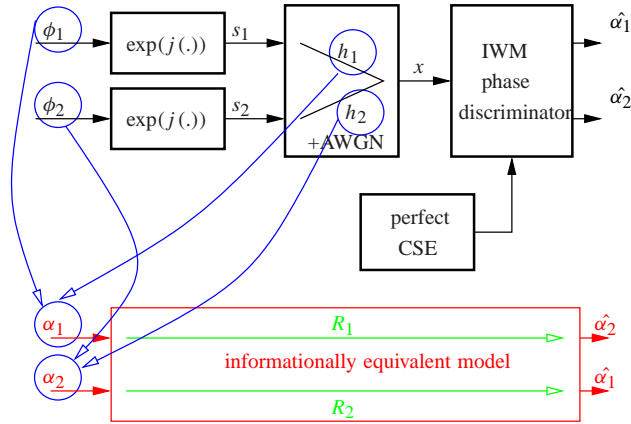 ϕ₁ exp(j(.)) s₁ h₁ x IWM α̂₁
phase
ϕ₂ exp(j(.)) s₂ h₂ discriminator α̂₂
+AWGN
perfect
CSE
α₁ R₁ α̂₂
informationally equivalent model
α₂ R₂ α̂₁